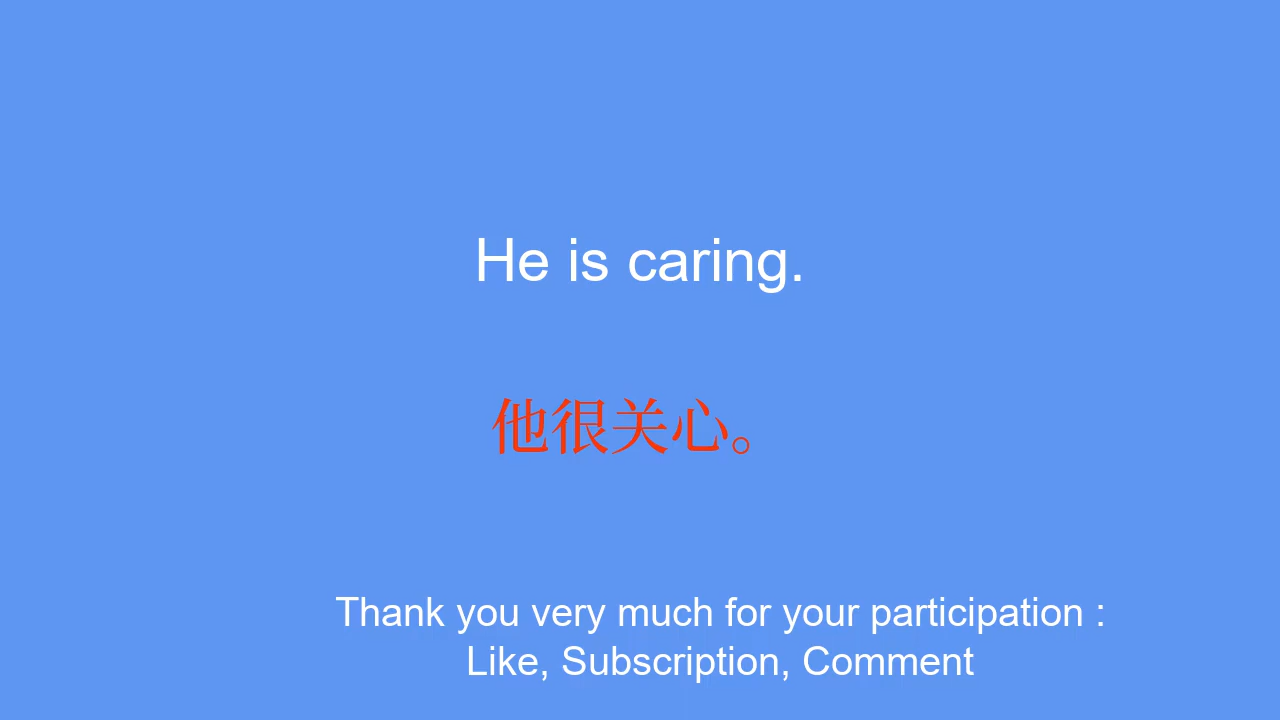 He is caring.
他很关心。
Thank you very much for your participation :
Like, Subscription, Comment